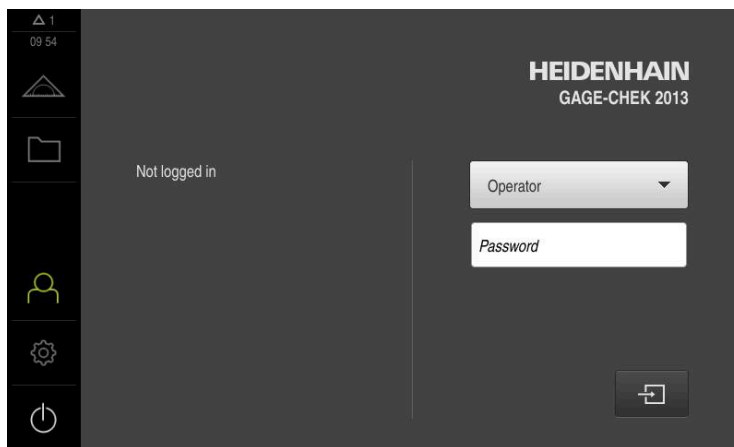 1
09 54
HEIDENHAIN
GAGE-CHEK 2013
Not logged in
Operator
Password